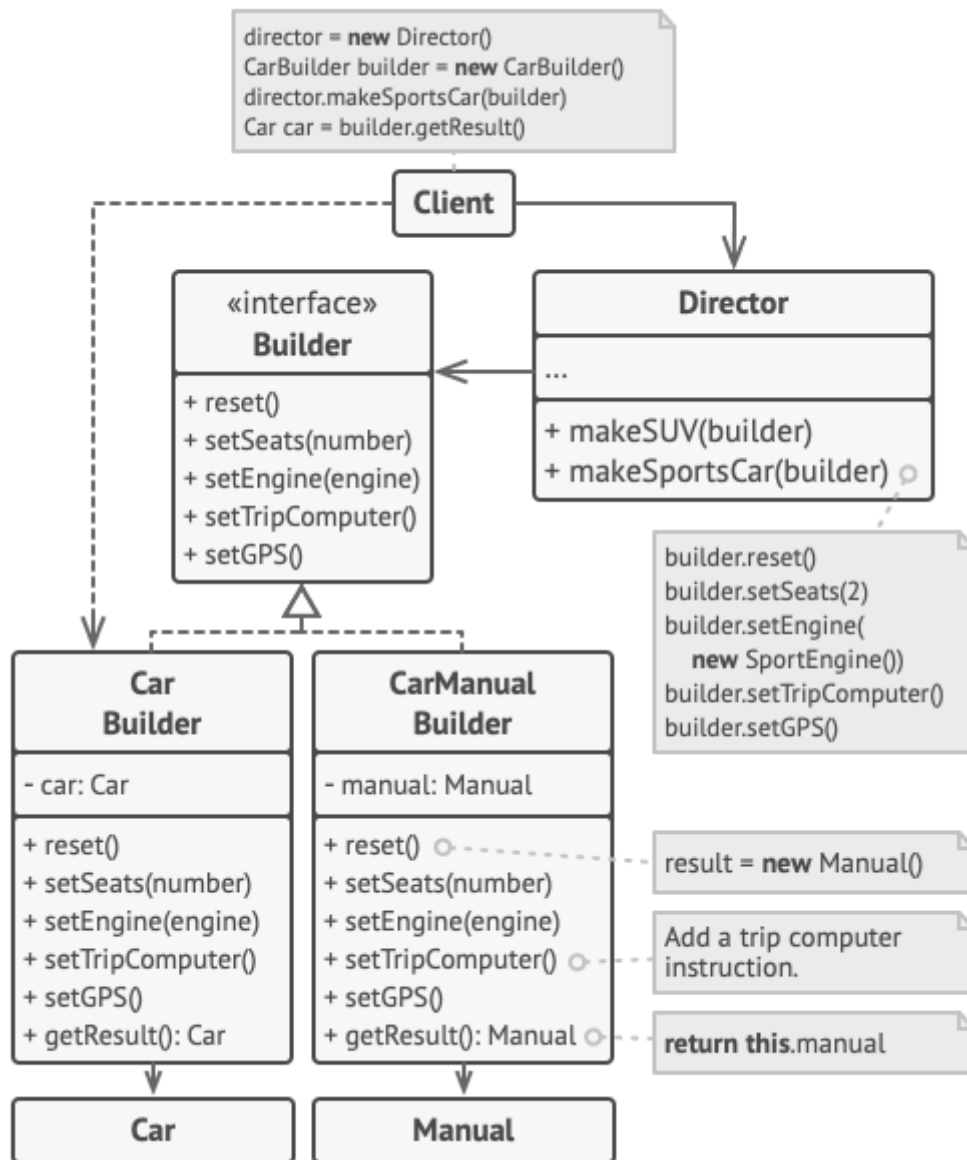 director = new Director()
CarBuilder builder = new CarBuilder()
director.makeSportsCar(builder)
Car car = builder.getResult()
Client
«interface»
Builder
+ reset()
+ setSeats(number)
+ setEngine(engine)
+ setTripComputer()
+ setGPS()
Director
...
+ makeSUV(builder)
+ makeSportsCar(builder)
builder.reset()
builder.setSeats(2)
builder.setEngine(
new SportEngine())
builder.setTripComputer()
builder.setGPS()
Car
Builder
- car: Car
+ reset()
+ setSeats(number)
+ setEngine(engine)
+ setTripComputer()
+ setGPS()
+ getResult(): Car
CarManual
Builder
- manual: Manual
+ reset()
+ setSeats(number)
+ setEngine(engine)
+ setTripComputer()
+ setGPS()
+ getResult(): Manual
result = new Manual()
Add a trip computer
instruction.
return this.manual
Car
Manual